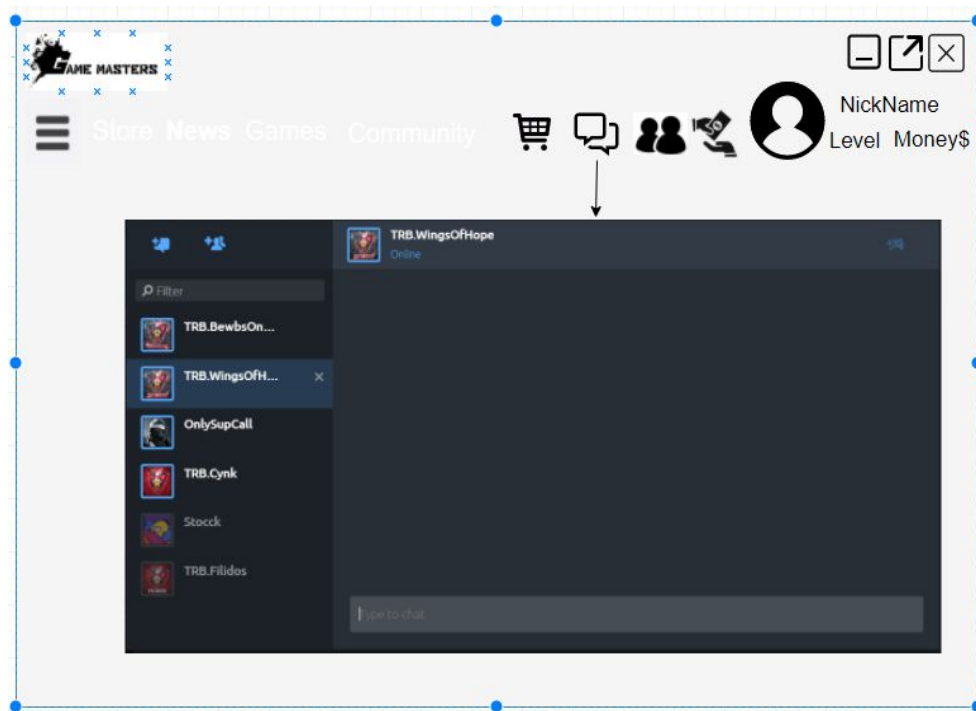 GAME MASTERS
NickName
Store News Games Community
Level Money$
TRB.WingsOfHope
Online
Filter
TRB.BewbsOn...
TRB.WingsOfH...
OnlySupCall
TRB.Cynk
Stocck
TRB.Filidos
Type to chat